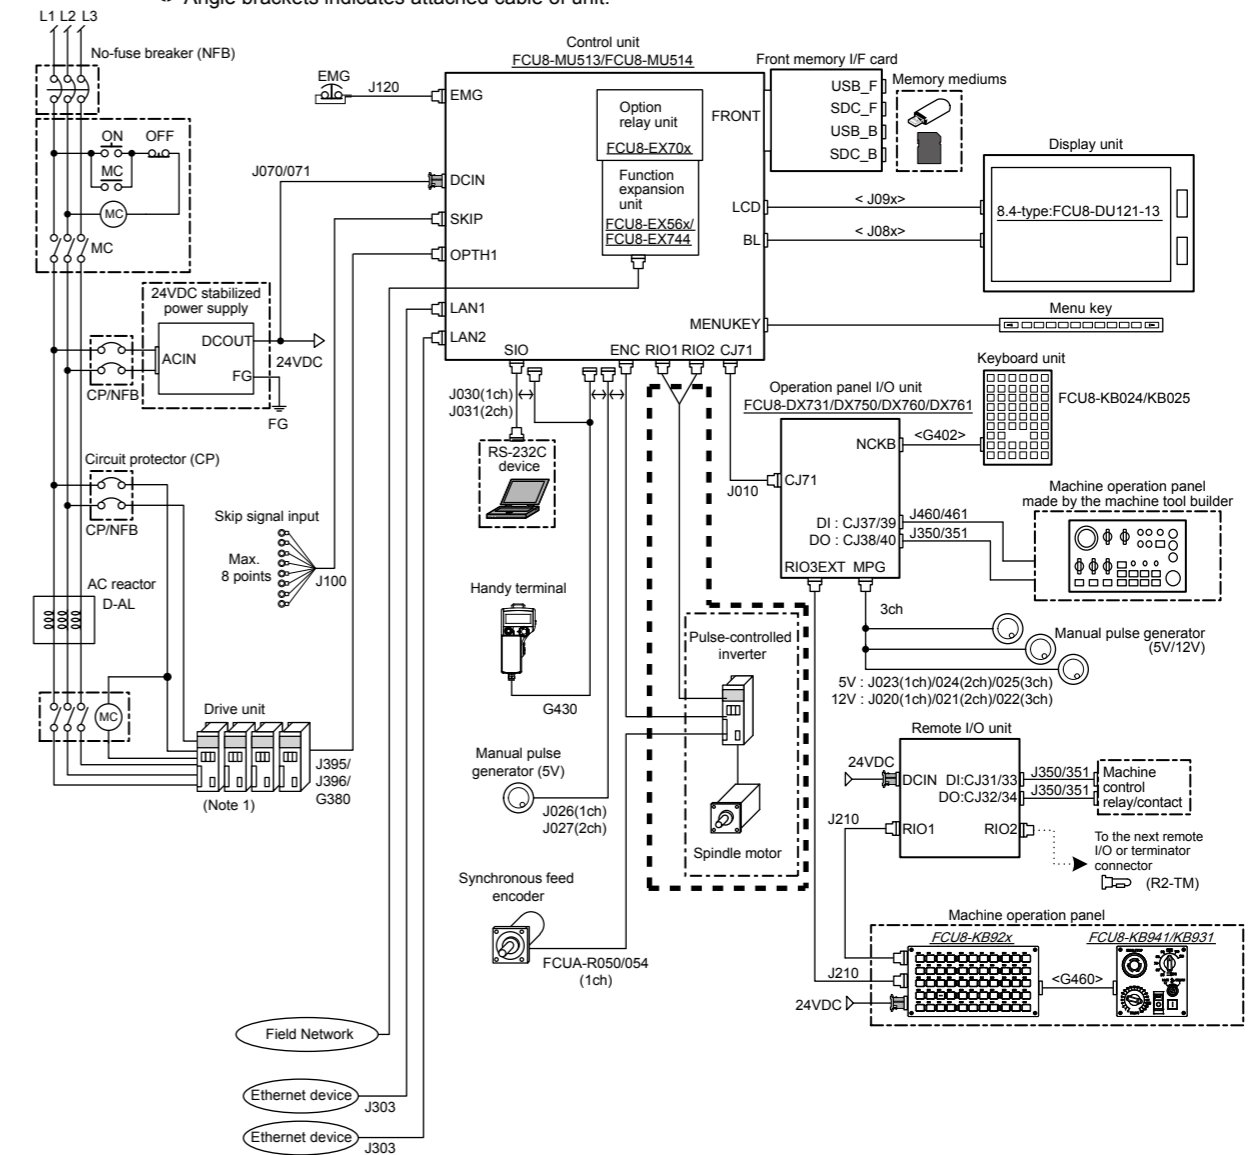 <> Angle brackets indicates attached cable of unit.
L1 L2 L3
No-fuse breaker (NFB)
ON OFF
MC
MC
MC
24VDC stabilized
power supply
DCOUT
ACIN
FG
24VDC
FG
CP/NFB
Circuit protector (CP)
CP/NFB
AC reactor
D-AL
MC
Drive unit
(Note 1)
J395/
J396/
G380
Skip signal input
Max.
8 points
J100
EMG
J120
J070/071
Control unit
FCU8-MU513/FCU8-MU514
EMG
DCIN
SKIP
OPTH1
LAN1
LAN2
Option
relay unit
FCU8-EX70x
Function
expansion
unit
FCU8-EX56x/
FCU8-EX744
FRONT
LCD
BL
MENUKEY
SIO
ENC RIO1 RIO2 CJ71
Front memory I/F card
USB_F
SDC_F
USB_B
SDC_B
Memory mediums
Display unit
8.4-type:FCU8-DU121-13
< J09x>
< J08x>
Menu key
Keyboard unit
FCU8-KB024/KB025
Operation panel I/O unit
FCU8-DX731/DX750/DX760/DX761
NCKB
<G402>
CJ71
J010
DI : CJ37/39
DO : CJ38/40
RIO3EXT MPG
J460/461
J350/351
Machine operation panel
made by the machine tool builder
3ch
Manual pulse generator
(5V/12V)
5V : J023(1ch)/024(2ch)/025(3ch)
12V : J020(1ch)/021(2ch)/022(3ch)
J030(1ch)
J031(2ch)
RS-232C
device
Handy terminal
G430
Manual pulse
generator (5V)
J026(1ch)
J027(2ch)
Synchronous feed
encoder
FCUA-R050/054
(1ch)
Pulse-controlled
inverter
Spindle motor
Remote I/O unit
24VDC
DCIN
DI:CJ31/33
DO:CJ32/34
J350/351
J350/351
Machine
control
relay/contact
J210
RIO1
RIO2
To the next remote
I/O or terminator
connector
(R2-TM)
Machine operation panel
FCU8-KB92x
FCU8-KB941/KB931
J210
<G460>
24VDC
Field Network
Ethernet device
J303
Ethernet device
J303